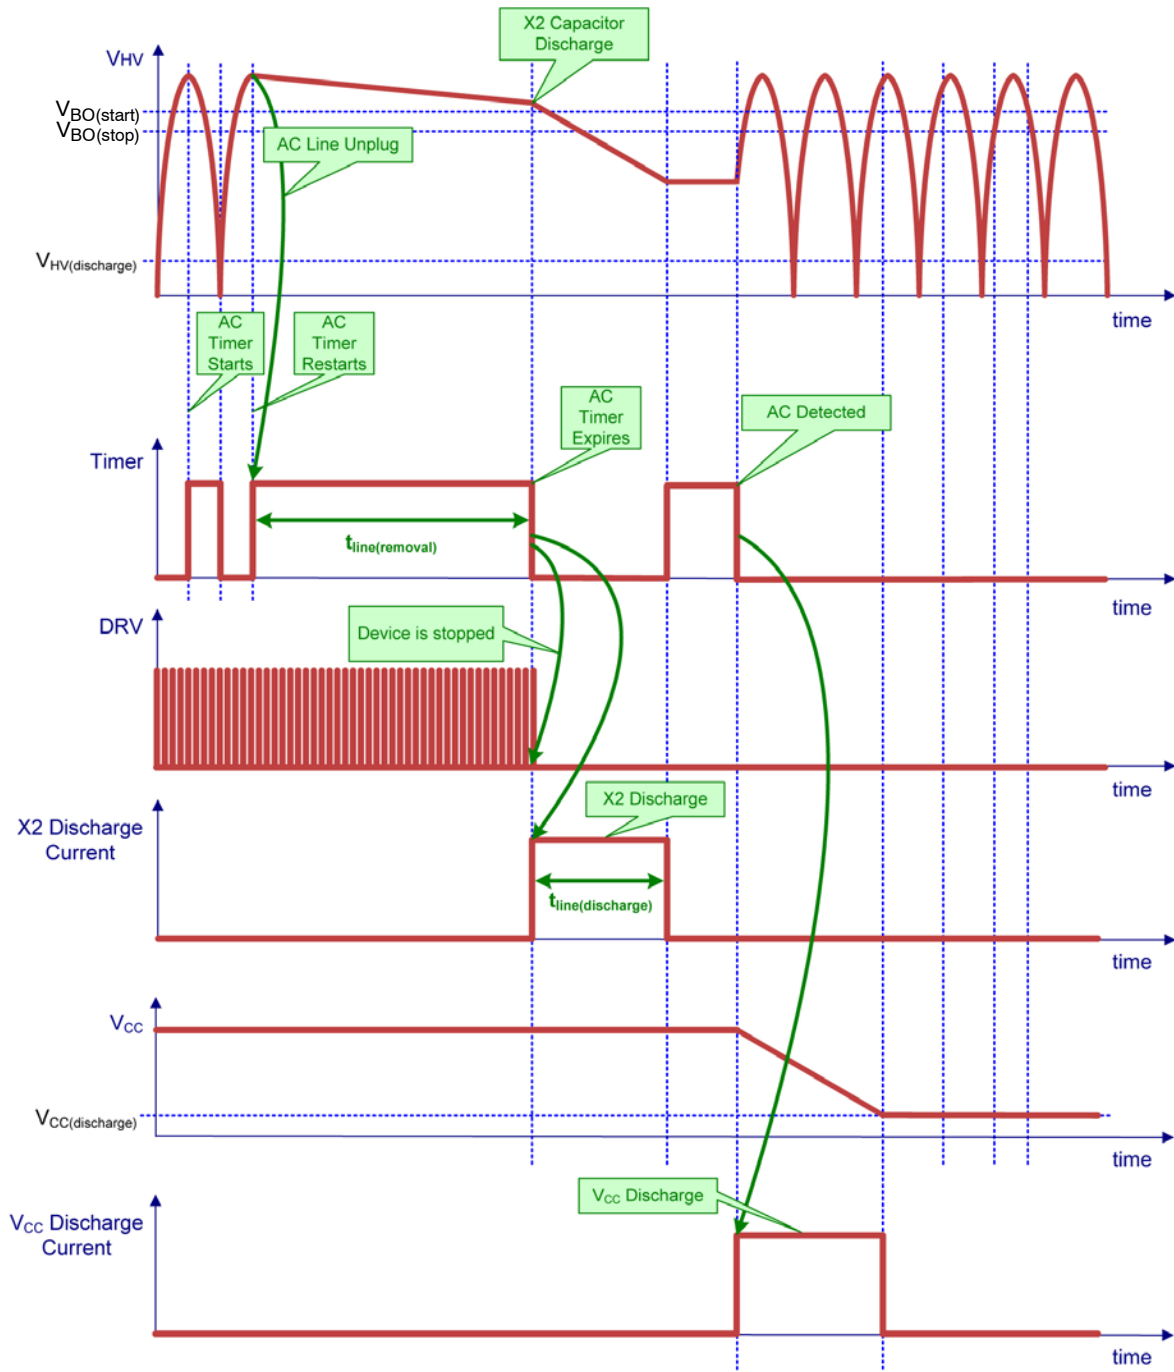 X2 Capacitor
Discharge
VHV
VBO(start)
VBO(stop)
AC Line Unplug
VHV(discharge)
time
AC
Timer
Starts
AC
Timer
Restarts
AC
Timer
Expires
AC Detected
Timer
tline(removal)
time
DRV
Device is stopped
time
X2 Discharge
X2 Discharge
Current
tline(discharge)
time
VCC
VCC(discharge)
time
VCC Discharge
VCC Discharge
Current
time